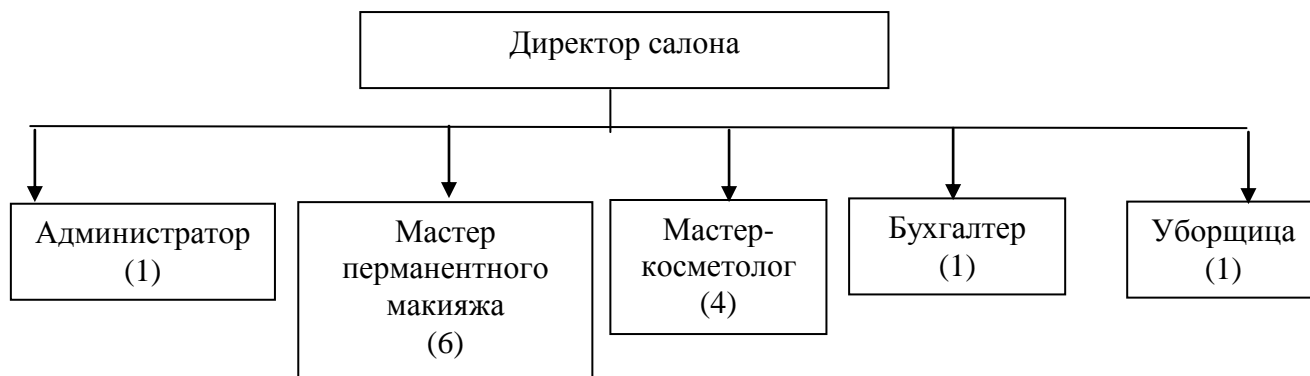 Директор салона
Администратор
(1)
Мастер
перманентного
макияжа
(6)
Мастер-
косметолог
(4)
Бухгалтер
(1)
Уборщица
(1)